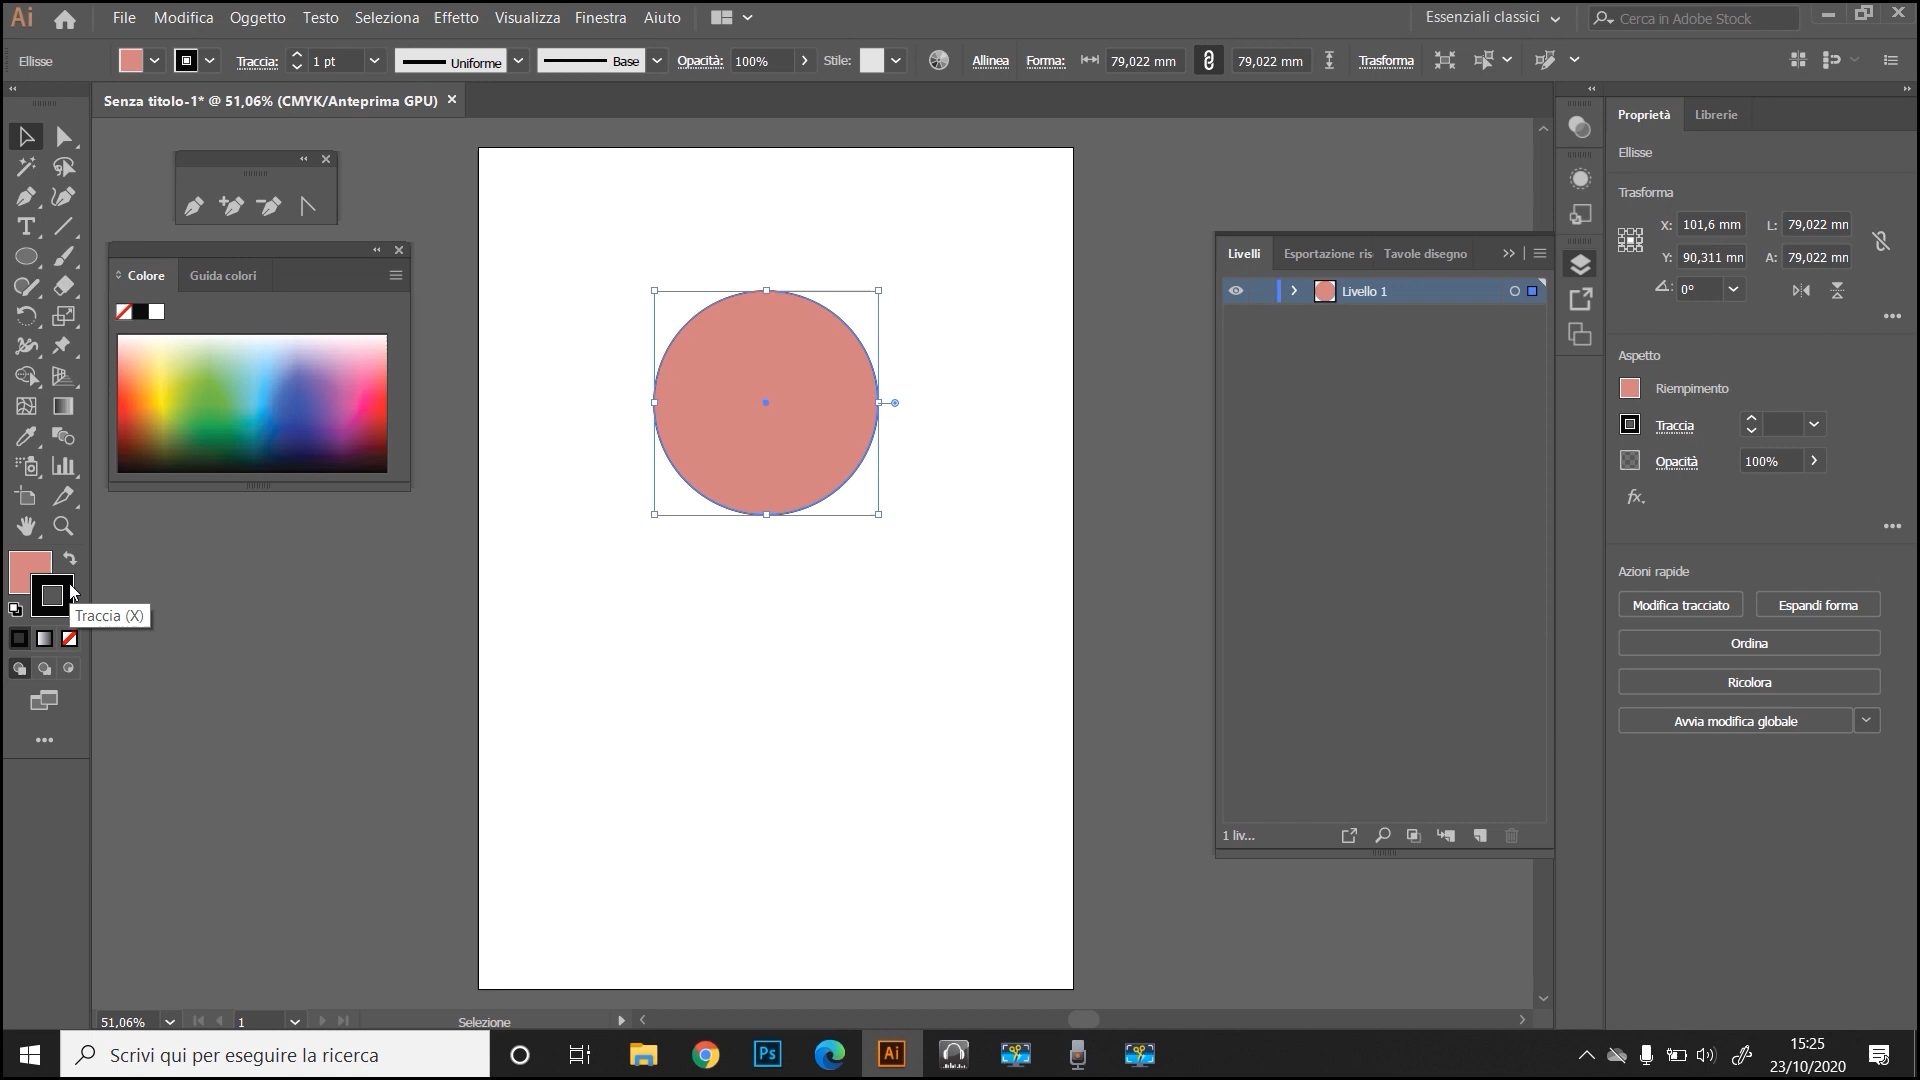 Ai File Modifica Oggetto Testo Seleziona Effetto Visualizza Finestra Aiuto Essenziali classici Cerca in Adobe Stock
Ellisse Traccia: 1 pt Uniforme Base Opacità: 100% Stile: Allinea Forma: 79,022 mm 79,022 mm Trasforma
Senza titolo-1* @ 51,06% (CMYK/Anteprima GPU)
Colore Guida colori
Traccia (X)
Livelli Esportazione ris Tavole disegno
Livello 1
1 liv...
Proprietà Librerie
Ellisse
Trasforma
X: 101,6 mm L: 79,022 mm
Y: 90,311 mm A: 79,022 mm
0°
Aspetto
Riempimento
Traccia
Opacità 100%
fx.
Azioni rapide
Modifica tracciato Espandi forma
Ordina
Ricolora
Avvia modifica globale
51,06% 1 Selezione
Scrivi qui per eseguire la ricerca Ps Ai 15:25
23/10/2020